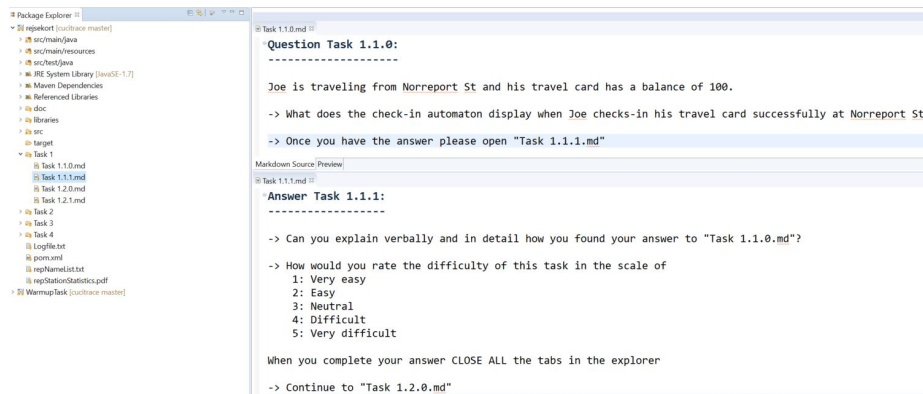 Package Explorer
rejsekort [cucitrace master]
src/main/java
src/main/resources
src/test/java
JRE System Library [JavaSE-1.7]
Maven Dependencies
Referenced Libraries
doc
libraries
src
target
Task 1
Task 1.1.0.md
Task 1.1.1.md
Task 1.2.0.md
Task 1.2.1.md
Task 2
Task 3
Task 4
Logfile.txt
pom.xml
repNameList.txt
repStationStatistics.pdf
WarmupTask [cucitrace master]
Task 1.1.0.md
Question Task 1.1.0:
--------------------
Joe is traveling from Norreport St and his travel card has a balance of 100.
-> What does the check-in automaton display when Joe checks-in his travel card successfully at Norreport St
-> Once you have the answer please open "Task 1.1.1.md"
Markdown Source Preview
Task 1.1.1.md
Answer Task 1.1.1:
------------------
-> Can you explain verbally and in detail how you found your answer to "Task 1.1.0.md"?
-> How would you rate the difficulty of this task in the scale of
1: Very easy
2: Easy
3: Neutral
4: Difficult
5: Very difficult
When you complete your answer CLOSE ALL the tabs in the explorer
-> Continue to "Task 1.2.0.md"